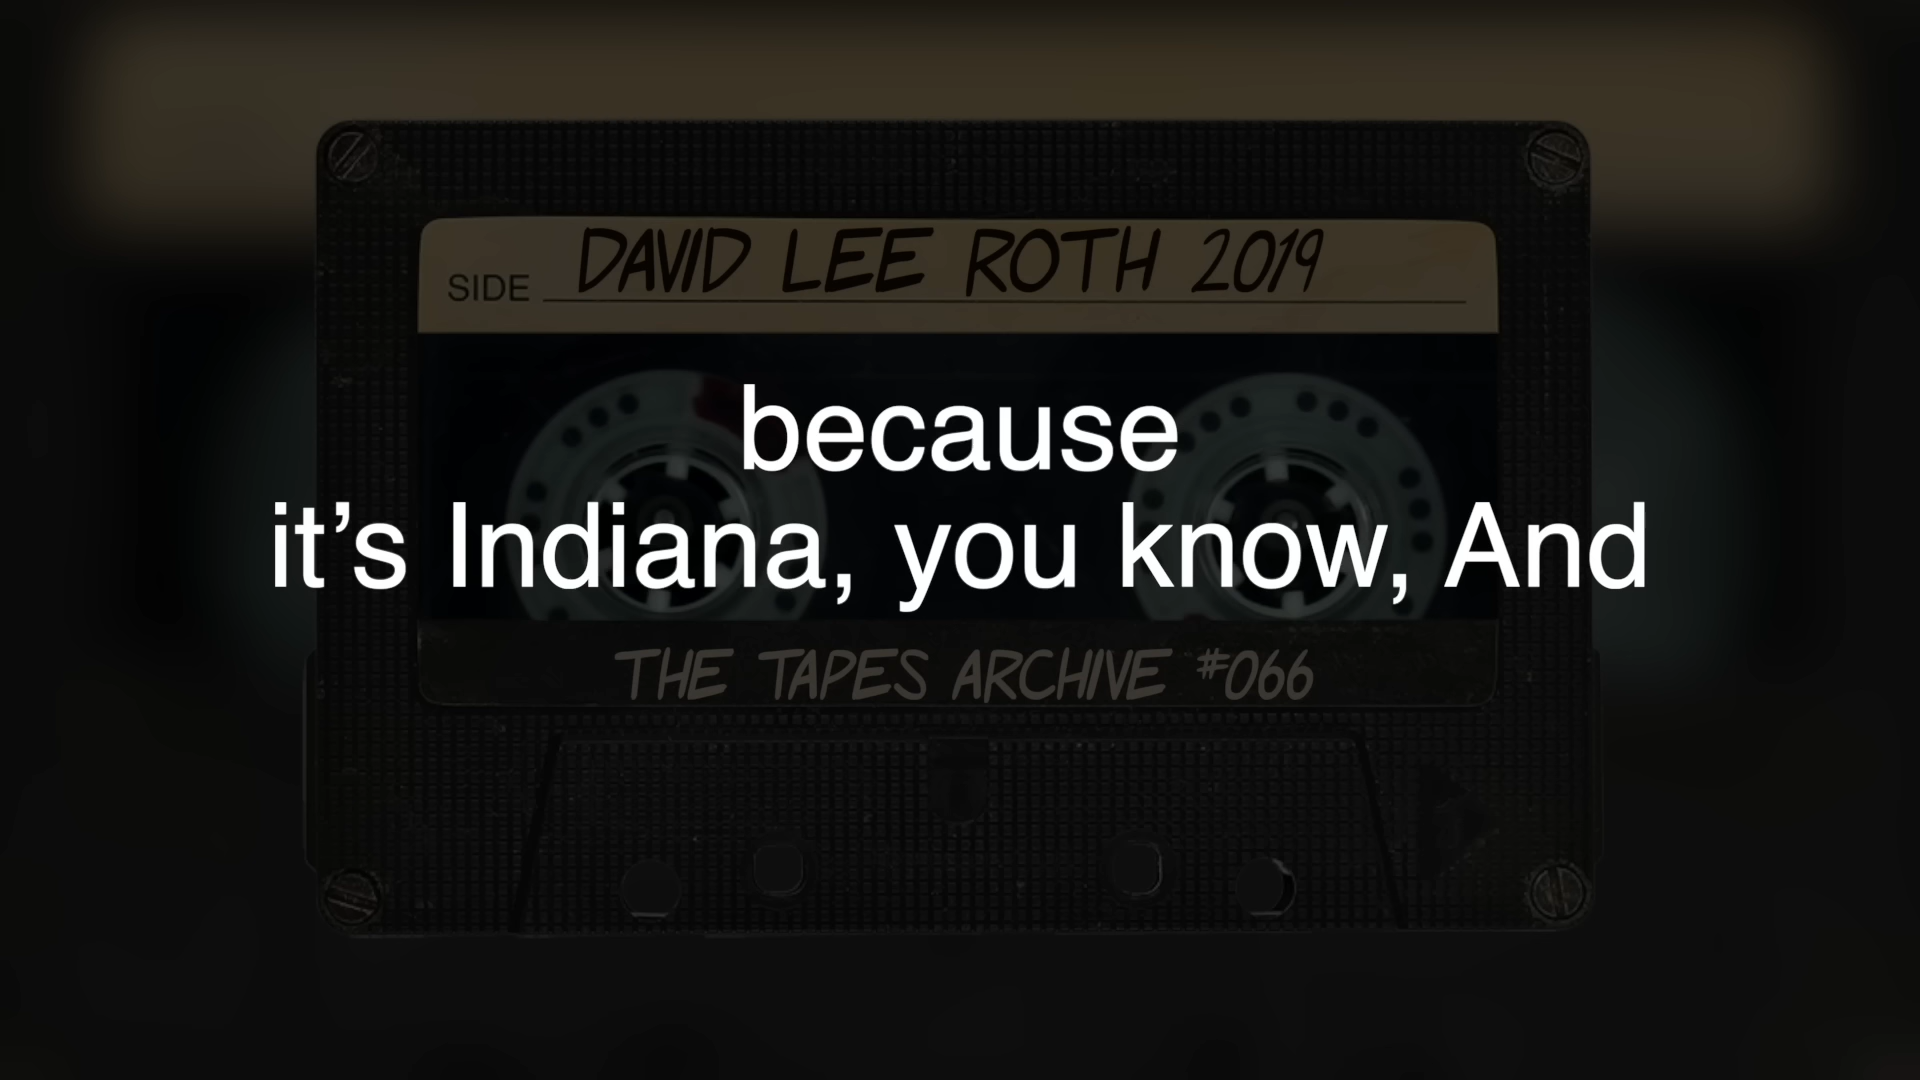 SIDE DAVID LEE ROTH 2019
because
it’s Indiana, you know, And
THE TAPES ARCHIVE #066